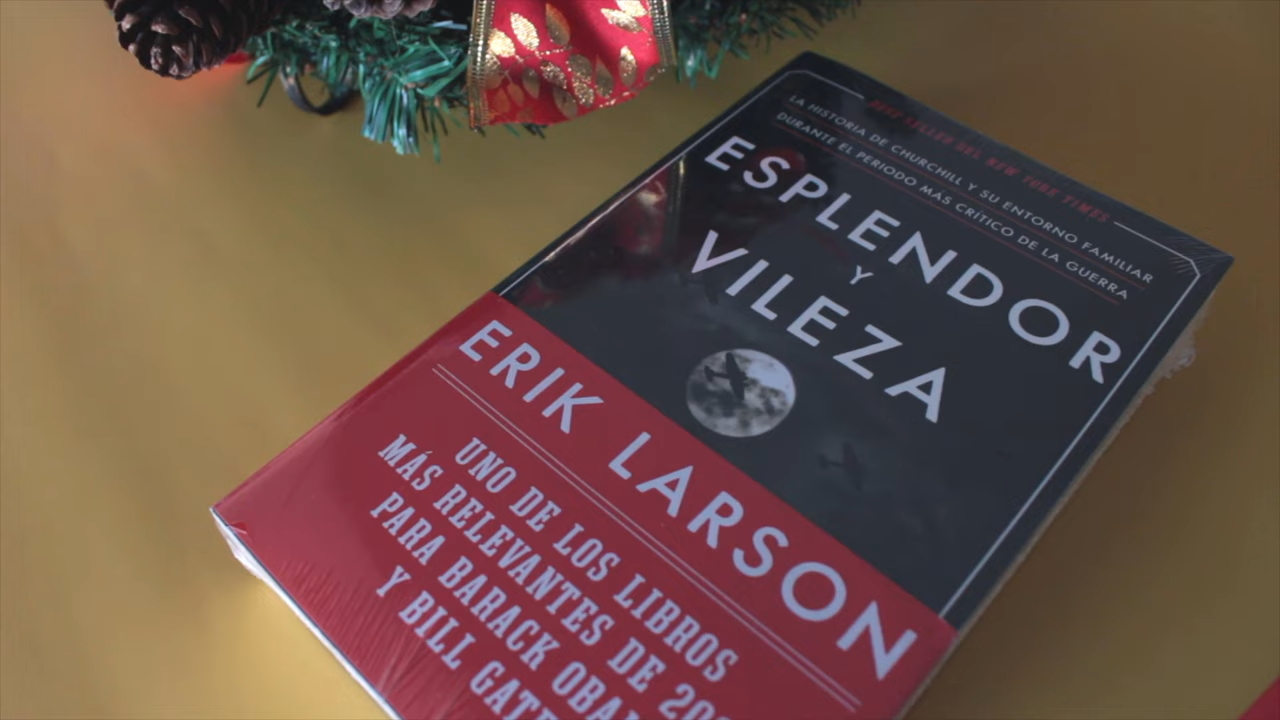 BEST SELLER DEL NEW YORK TIMES
LA HISTORIA DE CHURCHILL Y SU ENTORNO FAMILIAR
DURANTE EL PERIODO MÁS CRÍTICO DE LA GUERRA
ESPLENDOR
Y
VILEZA
ERIK LARSON
UNO DE LOS LIBROS
MÁS RELEVANTES DE
PARA BARACK
Y BILL